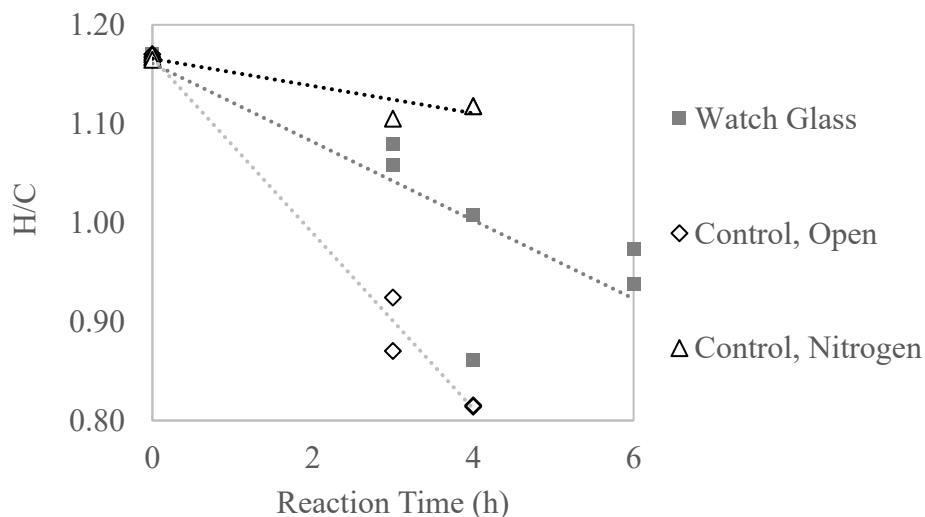 1.20
1.10
1.00
0.90
0.80
H/C
0
2
4
6
Reaction Time (h)
Watch Glass
Control, Open
Control, Nitrogen